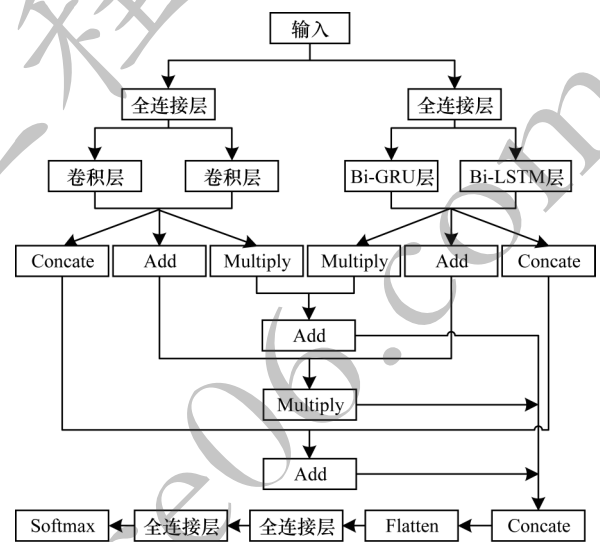 输入
全连接层 全连接层
卷积层 卷积层 Bi-GRU层 Bi-LSTM层
Concate Add Multiply Multiply Add Concate
Add
Multiply
Add
Softmax 全连接层 全连接层 Flatten Concate